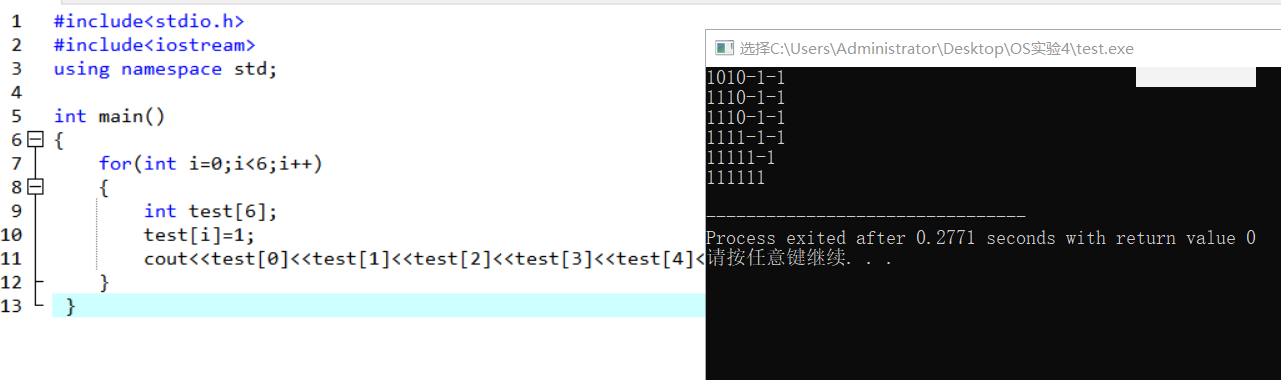 1 #include<stdio.h>
2 #include<iostream>
3 using namespace std;
4
5 int main()
6 {
7 for(int i=0;i<6;i++)
8 {
9 int test[6];
10 test[i]=1;
11 cout<<test[0]<<test[1]<<test[2]<<test[3]<<test[4]<
12 }
13 }
选择C:\Users\Administrator\Desktop\OS实验4\test.exe
1010-1-1
1110-1-1
1110-1-1
1111-1-1
11111-1
111111
--------------------------------
Process exited after 0.2771 seconds with return value 0
请按任意键继续. . .